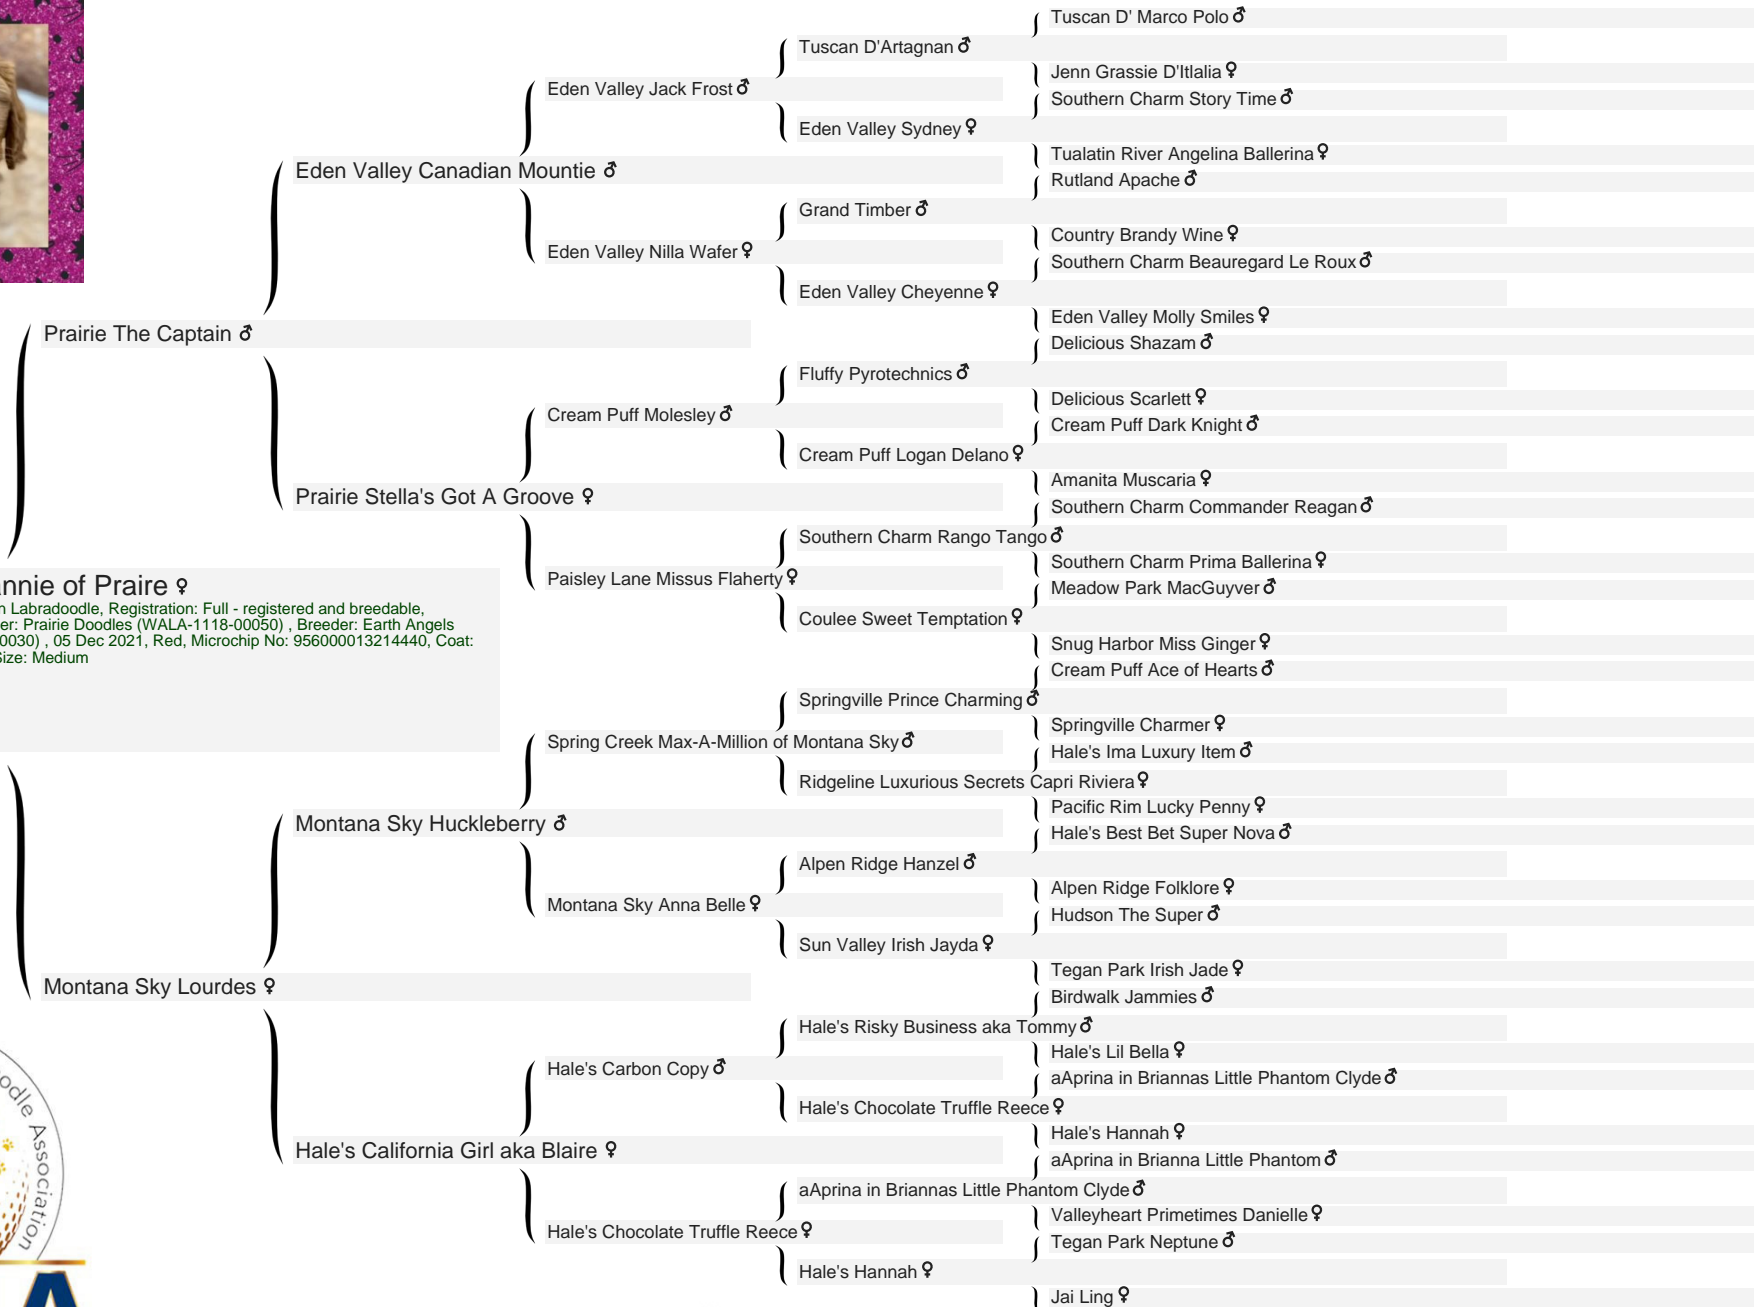 Tuscan D' Marco Polo ♂
Tuscan D'Artagnan ♂
Jenn Grassie D'Itlalia ♀
Eden Valley Jack Frost ♂
Southern Charm Story Time ♂
Eden Valley Sydney ♀
Tualatin River Angelina Ballerina ♀
Eden Valley Canadian Mountie ♂
Rutland Apache ♂
Grand Timber ♂
Country Brandy Wine ♀
Eden Valley Nilla Wafer ♀
Southern Charm Beauregard Le Roux ♂
Eden Valley Cheyenne ♀
Eden Valley Molly Smiles ♀
Prairie The Captain ♂
Delicious Shazam ♂
Fluffy Pyrotechnics ♂
Delicious Scarlett ♀
Cream Puff Molesley ♂
Cream Puff Dark Knight ♂
Cream Puff Logan Delano ♀
Amanita Muscaria ♀
Prairie Stella's Got A Groove ♀
Southern Charm Commander Reagan ♂
Southern Charm Rango Tango ♂
Southern Charm Prima Ballerina ♀
Paisley Lane Missus Flaherty ♀
Meadow Park MacGuyver ♂
Coulee Sweet Temptation ♀
Snug Harbor Miss Ginger ♀
nnie of Praire ♀
n Labradoodle, Registration: Full - registered and breedable,
er: Prairie Doodles (WALA-1118-00050) , Breeder: Earth Angels
0030) , 05 Dec 2021, Red, Microchip No: 956000013214440, Coat:
Size: Medium
Cream Puff Ace of Hearts ♂
Springville Prince Charming ♂
Springville Charmer ♀
Spring Creek Max-A-Million of Montana Sky ♂
Hale's Ima Luxury Item ♂
Ridgeline Luxurious Secrets Capri Riviera ♀
Pacific Rim Lucky Penny ♀
Montana Sky Huckleberry ♂
Hale's Best Bet Super Nova ♂
Alpen Ridge Hanzel ♂
Alpen Ridge Folklore ♀
Montana Sky Anna Belle ♀
Hudson The Super ♂
Sun Valley Irish Jayda ♀
Tegan Park Irish Jade ♀
Montana Sky Lourdes ♀
Birdwalk Jammies ♂
Hale's Risky Business aka Tommy ♂
Hale's Lil Bella ♀
Hale's Carbon Copy ♂
aAprina in Briannas Little Phantom Clyde ♂
Hale's Chocolate Truffle Reece ♀
Hale's Hannah ♀
Hale's California Girl aka Blaire ♀
aAprina in Brianna Little Phantom ♂
aAprina in Briannas Little Phantom Clyde ♂
Valleyheart Primetimes Danielle ♀
Hale's Chocolate Truffle Reece ♀
Tegan Park Neptune ♂
Hale's Hannah ♀
Jai Ling ♀
odle Association
A